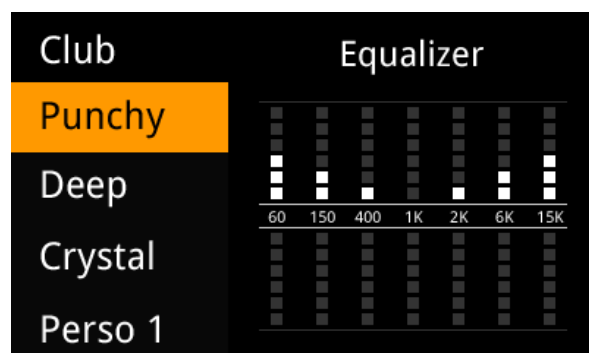 Club
Punchy
Deep
Crystal
Perso 1
Equalizer
60 150 400 1K 2K 6K 15K